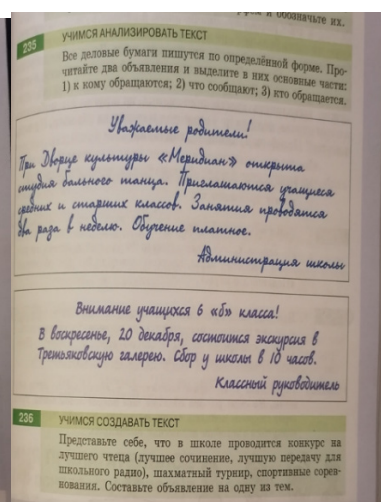 и обозначьте их.
235
УЧИМСЯ АНАЛИЗИРОВАТЬ ТЕКСТ
Все деловые бумаги пишутся по определённой форме. Про-
читайте два объявления и выделите в них основные части:
1) к кому обращаются; 2) что сообщают; 3) кто обращается.
Уважаемые родители!
При Дворце культуры «Меридиан» открыта
студия бального танца. Приглашаются учащиеся
средних и старших классов. Занятия проводятся
два раза в неделю. Обучение платное.
Администрация школы
Внимание учащихся 6 «б» класса!
В воскресенье, 20 декабря, состоится экскурсия в
Третьяковскую галерею. Сбор у школы в 10 часов.
Классный руководитель
236
УЧИМСЯ СОЗДАВАТЬ ТЕКСТ
Представьте себе, что в школе проводится конкурс на
лучшего чтеца (лучшее сочинение, лучшую передачу для
школьного радио), шахматный турнир, спортивные сорев-
нования. Составьте объявление на одну из тем.